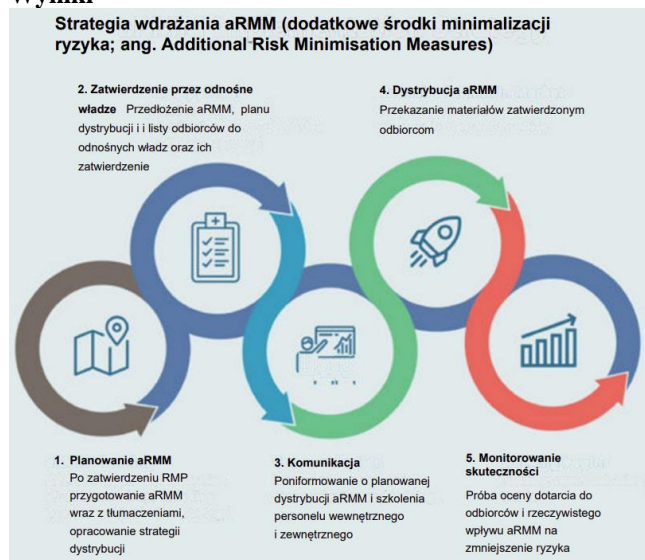 Wyniki
Strategia wdrażania aRMM (dodatkowe środki minimalizacji
ryzyka; ang. Additional Risk Minimisation Measures)
2. Zatwierdzenie przez odnośne
władze Przedłożenie aRMM, planu
dystrybucji i i listy odbiorców do
odnośnych władz oraz ich
zatwierdzenie
4. Dystrybucja aRMM
Przekazanie materiałów zatwierdzonym
odbiorcom
1. Planowanie aRMM
Po zatwierdzeniu RMP
przygotowanie aRMM
wraz z tłumaczeniami,
opracowanie strategii
dystrybucji
3. Komunikacja
Poniformowanie o planowanej
dystrybucji aRMM i szkolenia
personelu wewnętrznego
i zewnętrznego
5. Monitorowanie
skuteczności
Próba oceny dotarcia do
odbiorców i rzeczywistego
wpływu aRMM na
zmniejszenie ryzyka